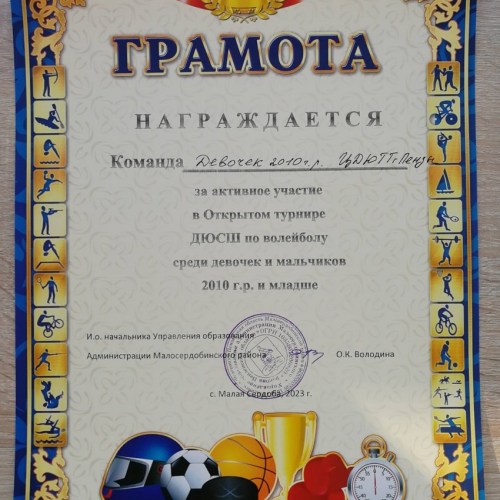 ГРАМОТА
НАГРАЖДАЕТСЯ
Команда Девочек 2010 г.р. ЦДЮТТ г Пензы
за активное участие
в Открытом турнире
ДЮСШ по волейболу
среди девочек и мальчиков
2010 г.р. и младше
И.о. начальника Управления образования
Администрации Малосердобинского района О.К. Володина
с. Малая Сердоба, 2023 г.